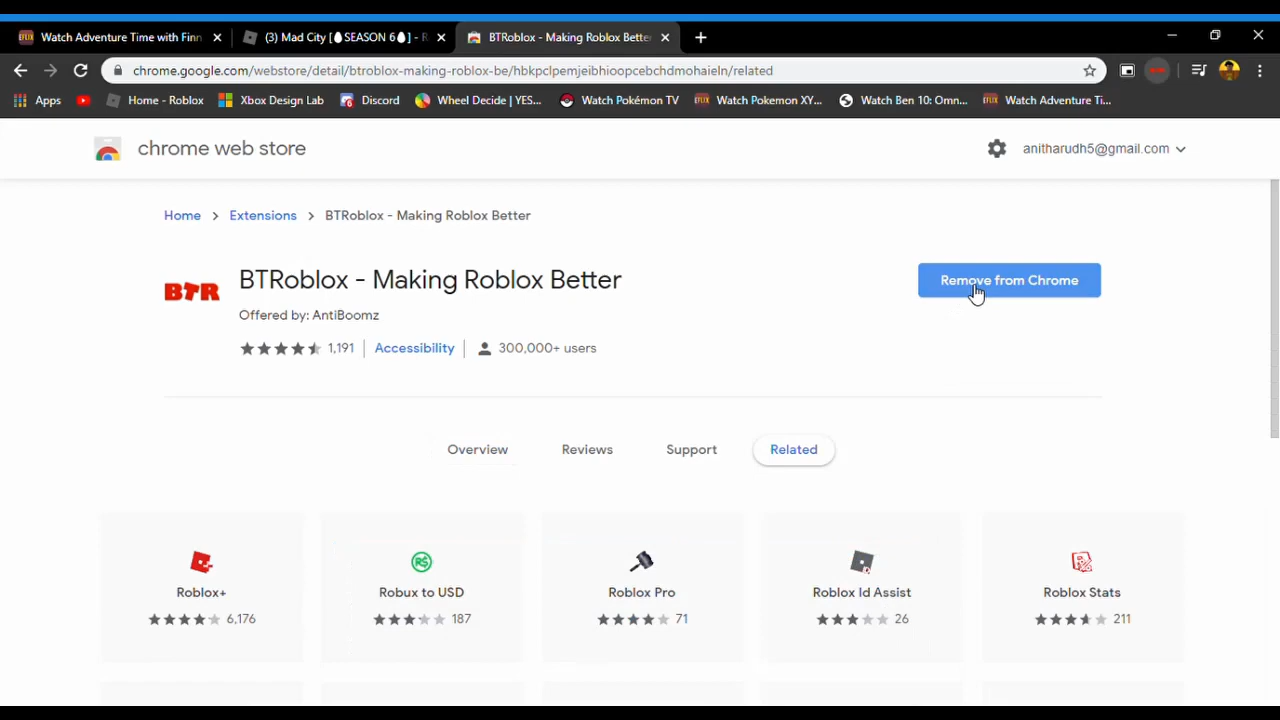 Watch Adventure Time with Finn
(3) Mad City [🥚SEASON 6🥚] - R
BTRoblox - Making Roblox Bette
chrome.google.com/webstore/detail/btroblox-making-roblox-be/hbkpclpemjeibhioopcebchdmohaieln/related
Apps Home - Roblox Xbox Design Lab Discord Wheel Decide | YES... Watch Pokémon TV Watch Pokemon XY,... Watch Ben 10: Omn... Watch Adventure Ti...
chrome web store
anitharudh5@gmail.com
Home > Extensions > BTRoblox - Making Roblox Better
BTR
BTRoblox - Making Roblox Better
Remove from Chrome
Offered by: AntiBoomz
1,191 Accessibility 300,000+ users
Overview Reviews Support Related
Roblox+ Robux to USD Roblox Pro Roblox Id Assist Roblox Stats
6,176 187 71 26 211